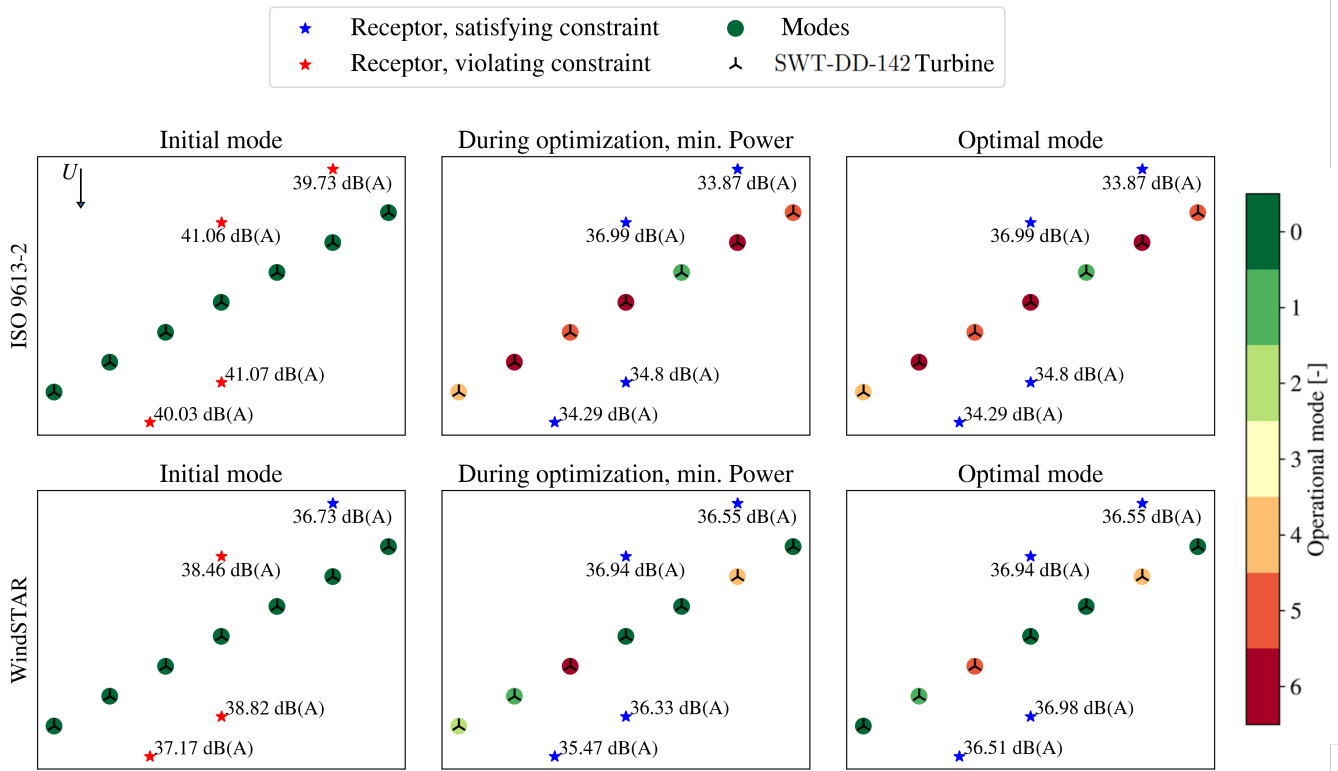 Receptor, satisfying constraint
Modes
Receptor, violating constraint
SWT-DD-142 Turbine
Initial mode
During optimization, min. Power
Optimal mode
ISO 9613-2
U
39.73 dB(A)
41.06 dB(A)
41.07 dB(A)
40.03 dB(A)
33.87 dB(A)
36.99 dB(A)
34.8 dB(A)
34.29 dB(A)
33.87 dB(A)
36.99 dB(A)
34.8 dB(A)
34.29 dB(A)
Initial mode
During optimization, min. Power
Optimal mode
WindSTAR
36.73 dB(A)
38.46 dB(A)
38.82 dB(A)
37.17 dB(A)
36.55 dB(A)
36.94 dB(A)
36.33 dB(A)
35.47 dB(A)
36.55 dB(A)
36.94 dB(A)
36.98 dB(A)
36.51 dB(A)
0
1
2
3
4
5
6
Operational mode [-]